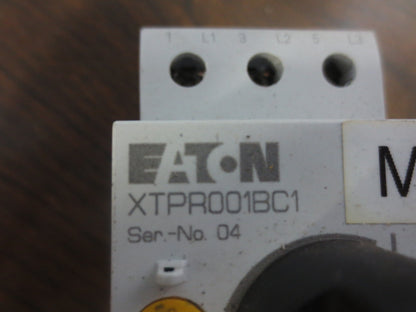 1 L1 3 L2 5 L3
EATON
XTPR001BC1
Ser.-No. 04
M